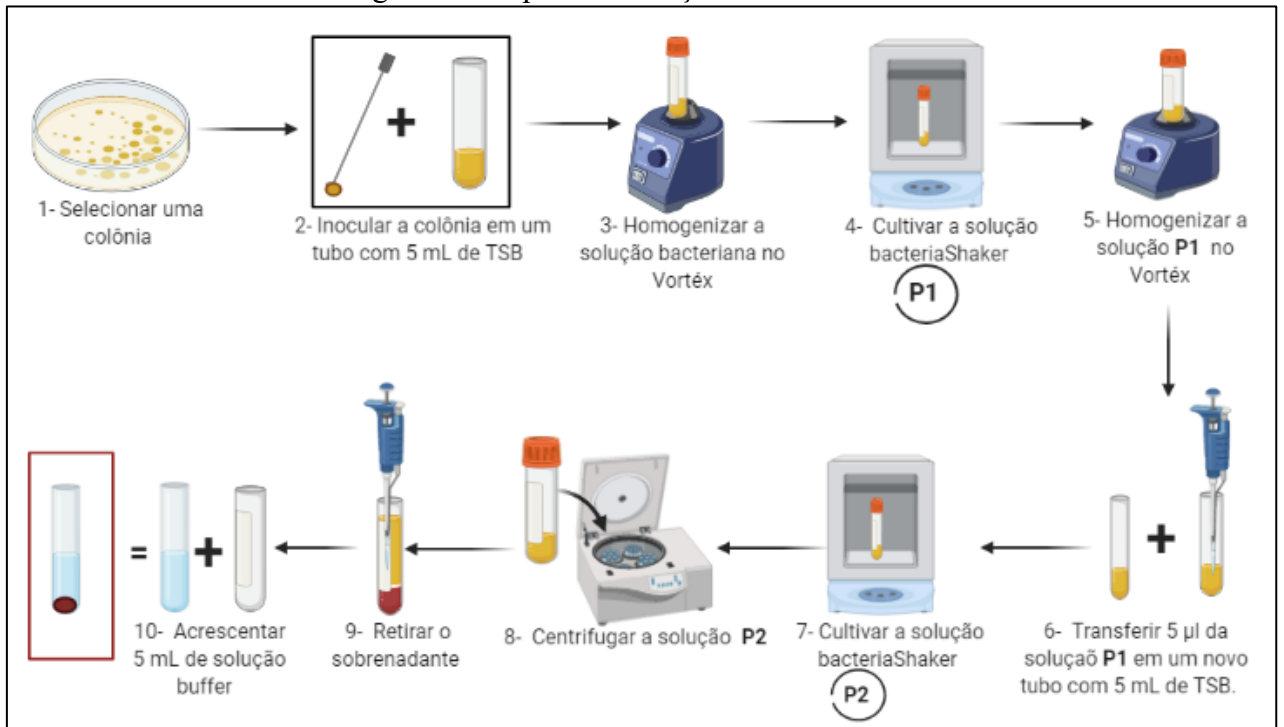 1- Selecionar uma
colônia
2- Inocular a colônia em um
tubo com 5 mL de TSB
3- Homogenizar a
solução bacteriana no
Vortéx
4- Cultivar a solução
bacteriaShaker
P1
5- Homogenizar a
solução P1 no
Vortéx
6- Transferir 5 µl da
soluçaõ P1 em um novo
tubo com 5 mL de TSB.
7- Cultivar a solução
bacteriaShaker
P2
8- Centrifugar a solução P2
9- Retirar o
sobrenadante
10- Acrescentar
5 mL de solução
buffer